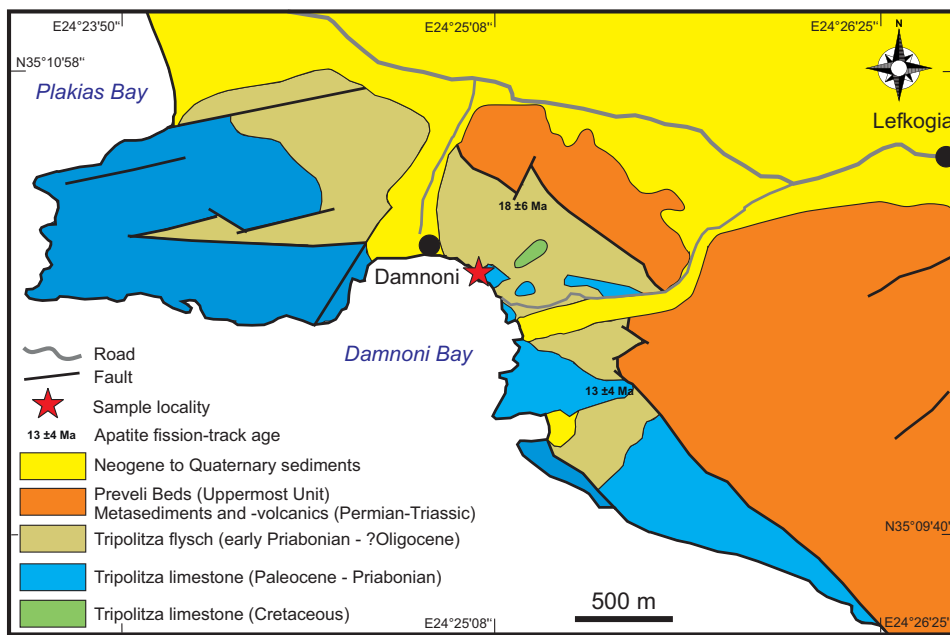 E24°23'50"
E24°25'08"
E24°26'25"
N35°10'58"
N
Plakias Bay
Lefkogia
18 ±6 Ma
Damnoni
Damnoni Bay
13 ±4 Ma
Road
Fault
Sample locality
13 ±4 Ma Apatite fission-track age
Neogene to Quaternary sediments
Preveli Beds (Uppermost Unit)
Metasediments and -volcanics (Permian-Triassic)
Tripolitza flysch (early Priabonian - ?Oligocene)
N35°09'40"
Tripolitza limestone (Paleocene - Priabonian)
Tripolitza limestone (Cretaceous)
500 m
E24°25'08"
E24°26'25"